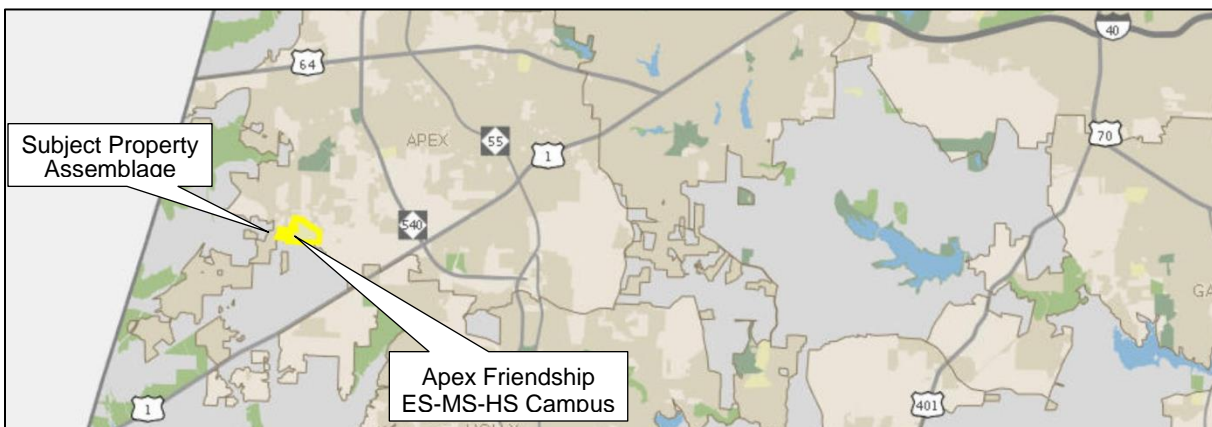 40
64
Subject Property
Assemblage
55
APEX
1
70
540
GA
Apex Friendship
ES-MS-HS Campus
1
401